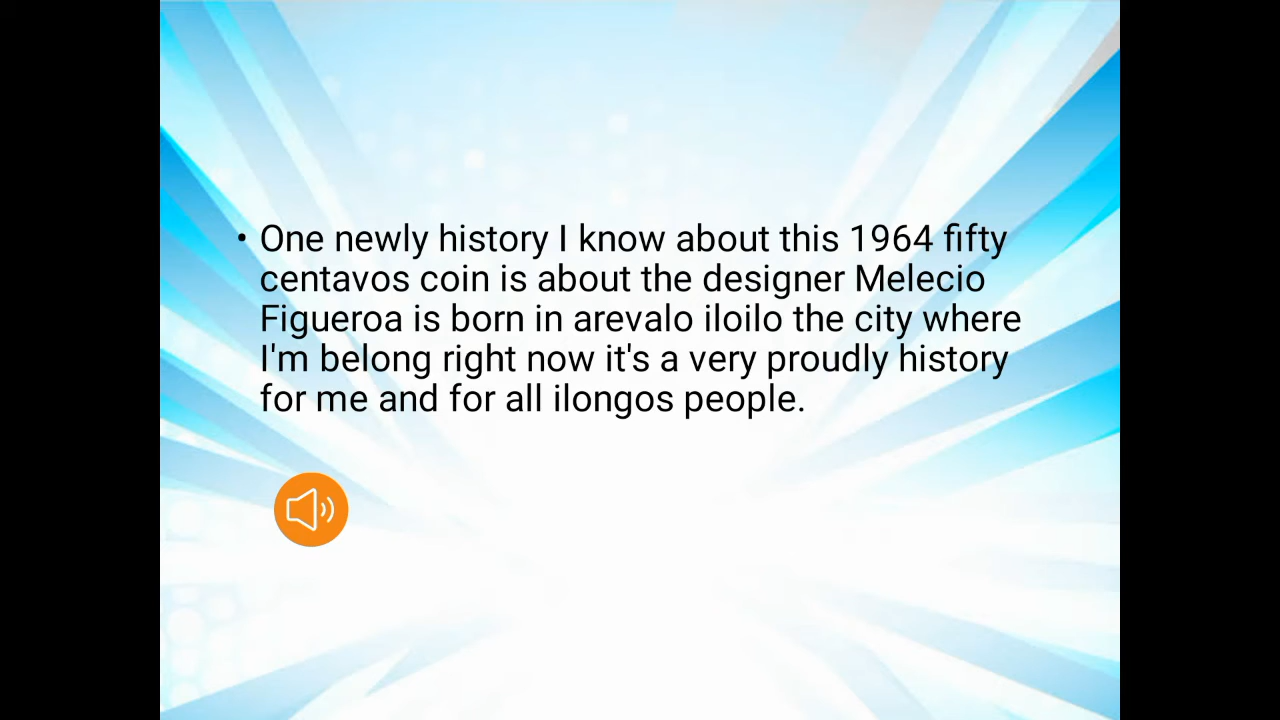 • One newly history I know about this 1964 fifty
centavos coin is about the designer Melecio
Figueroa is born in arevalo iloilo the city where
I'm belong right now it's a very proudly history
for me and for all ilongos people.